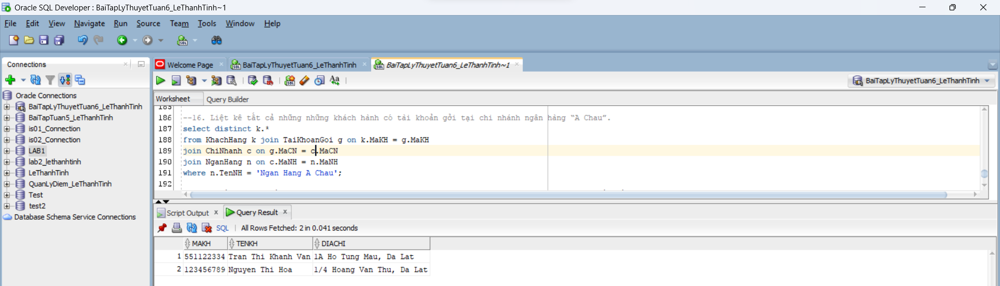 Oracle SQL Developer : BaiTapLyThuyetTuan6_LeThanhTinh~1
File Edit View Navigate Run Source Team Tools Window Help
Connections
Welcome Page
BaiTapLyThuyetTuan6_LeThanhTinh
BaiTapLyThuyetTuan6_LeThanhTinh~1
BaiTapLyThuyetTuan6_LeThanhTinh
Oracle Connections
BaiTapLyThuyetTuan6_LeThanhTinh
BaiTapTuan5_LeThanhTinh
is01_Connection
is02_Connection
LAB1
lab2_lethanhtinh
LeThanhTinh
QuanLyDiem_LeThanhTinh
Test
test2
Database Schema Service Connections
Worksheet Query Builder
185
186 --16. Liệt kê tất cả những những khách hành có tài khoản gởi tại chi nhánh ngân hàng “A Chau”.
187 select distinct k.*
188 from KhachHang k join TaiKhoanGoi g on k.MaKH = g.MaKH
189 join ChiNhanh c on g.MaCN = c.MaCN
190 join NganHang n on c.MaNH = n.MaNH
191 where n.TenNH = 'Ngan Hang A Chau';
192
Script Output x Query Result x
SQL All Rows Fetched: 2 in 0.041 seconds
MAKH TENKH DIACHI
1 551122334 Tran Thi Khanh Van 1A Ho Tung Mau, Da Lat
2 123456789 Nguyen Thi Hoa 1/4 Hoang Van Thu, Da Lat